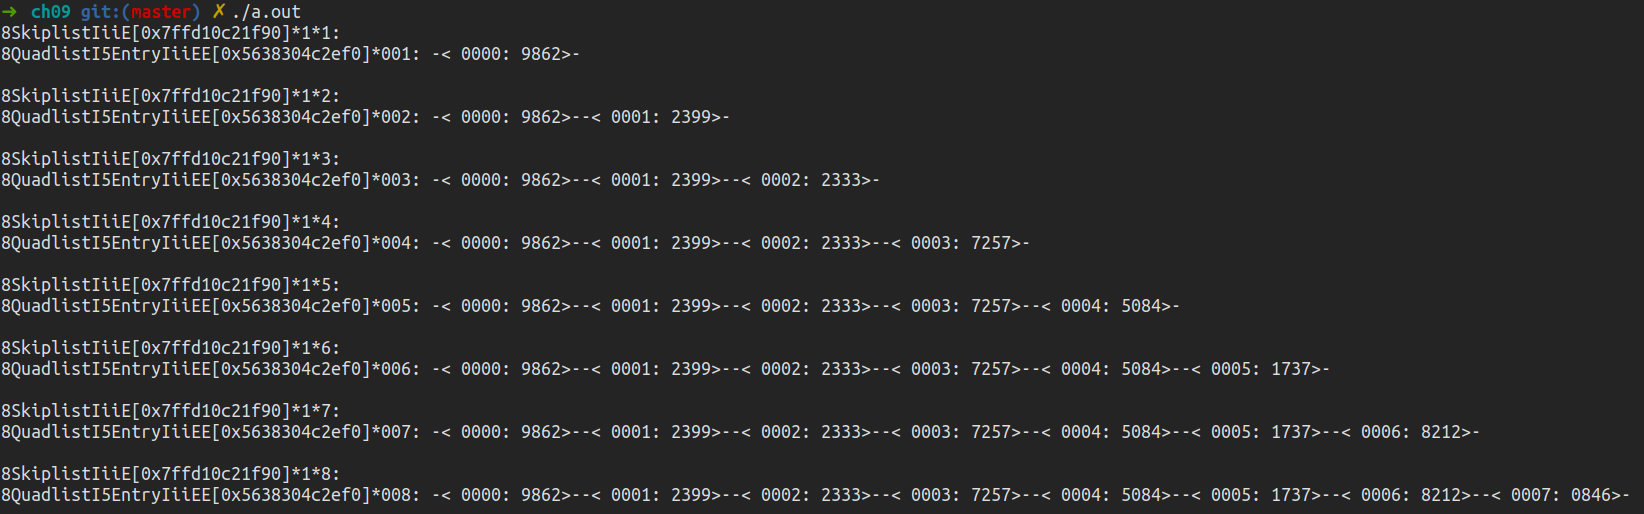 ➜  ch09 git:(master) ✗ ./a.out
8SkiplistIiiE[0x7ffd10c21f90]*1*1:
8QuadlistI5EntryIiiEE[0x5638304c2ef0]*001: -< 0000: 9862>-
8SkiplistIiiE[0x7ffd10c21f90]*1*2:
8QuadlistI5EntryIiiEE[0x5638304c2ef0]*002: -< 0000: 9862>--< 0001: 2399>-
8SkiplistIiiE[0x7ffd10c21f90]*1*3:
8QuadlistI5EntryIiiEE[0x5638304c2ef0]*003: -< 0000: 9862>--< 0001: 2399>--< 0002: 2333>-
8SkiplistIiiE[0x7ffd10c21f90]*1*4:
8QuadlistI5EntryIiiEE[0x5638304c2ef0]*004: -< 0000: 9862>--< 0001: 2399>--< 0002: 2333>--< 0003: 7257>-
8SkiplistIiiE[0x7ffd10c21f90]*1*5:
8QuadlistI5EntryIiiEE[0x5638304c2ef0]*005: -< 0000: 9862>--< 0001: 2399>--< 0002: 2333>--< 0003: 7257>--< 0004: 5084>-
8SkiplistIiiE[0x7ffd10c21f90]*1*6:
8QuadlistI5EntryIiiEE[0x5638304c2ef0]*006: -< 0000: 9862>--< 0001: 2399>--< 0002: 2333>--< 0003: 7257>--< 0004: 5084>--< 0005: 1737>-
8SkiplistIiiE[0x7ffd10c21f90]*1*7:
8QuadlistI5EntryIiiEE[0x5638304c2ef0]*007: -< 0000: 9862>--< 0001: 2399>--< 0002: 2333>--< 0003: 7257>--< 0004: 5084>--< 0005: 1737>--< 0006: 8212>-
8SkiplistIiiE[0x7ffd10c21f90]*1*8:
8QuadlistI5EntryIiiEE[0x5638304c2ef0]*008: -< 0000: 9862>--< 0001: 2399>--< 0002: 2333>--< 0003: 7257>--< 0004: 5084>--< 0005: 1737>--< 0006: 8212>--< 0007: 0846>-